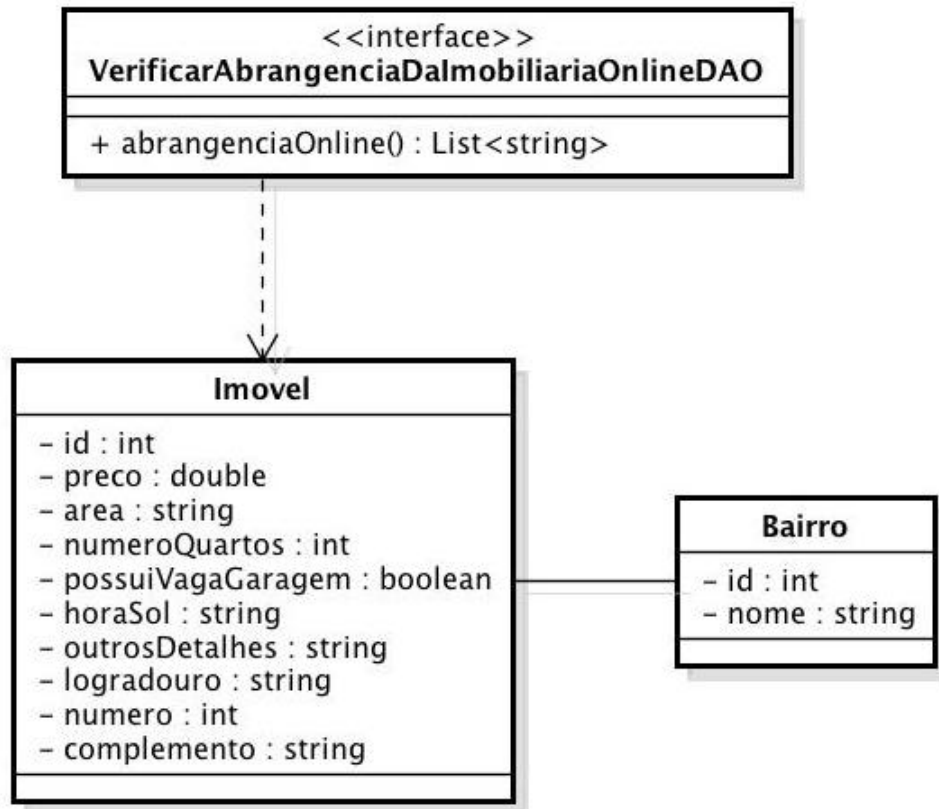 <<interface>>
VerificarAbrangenciaDaImobiliariaOnlineDAO
+ abrangenciaOnline() : List<string>
Imovel
- id : int
- preco : double
- area : string
- numeroQuartos : int
- possuiVagaGaragem : boolean
- horaSol : string
- outrosDetalhes : string
- logradouro : string
- numero : int
- complemento : string
Bairro
- id : int
- nome : string